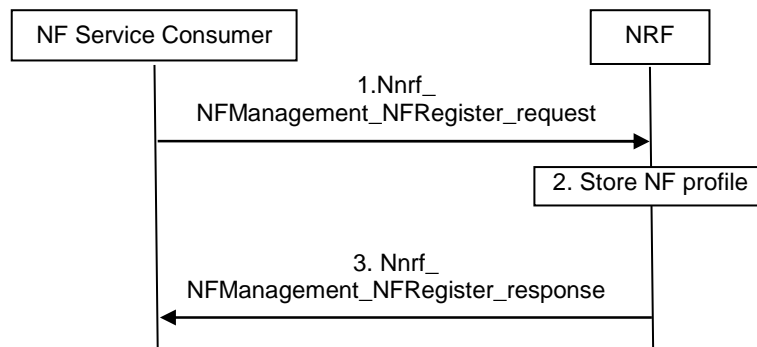 NF Service Consumer
NRF
1.Nnrf_
NFManagement_NFRegister_request
2. Store NF profile
3. Nnrf_
NFManagement_NFRegister_response